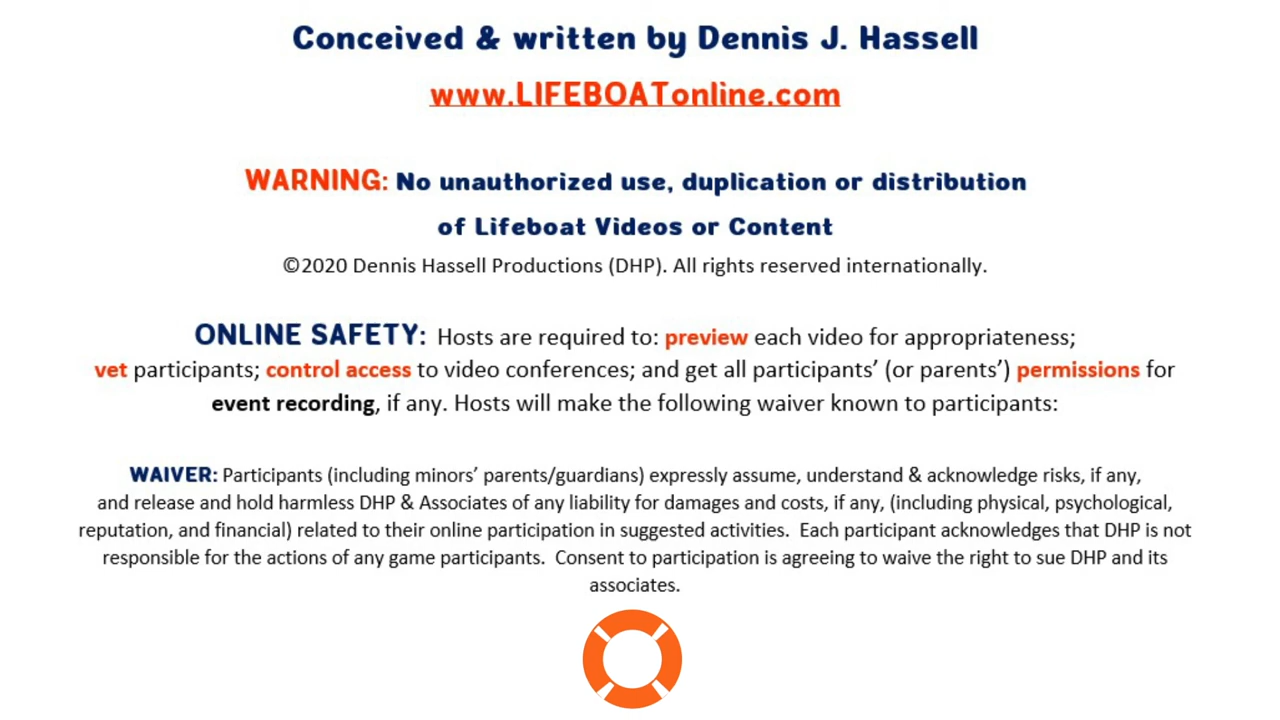 Conceived & written by Dennis J. Hassell
www.LIFEBOATonline.com
WARNING: No unauthorized use, duplication or distribution
of Lifeboat Videos or Content
©2020 Dennis Hassell Productions (DHP). All rights reserved internationally.
ONLINE SAFETY: Hosts are required to: preview each video for appropriateness;
vet participants; control access to video conferences; and get all participants’ (or parents’) permissions for
event recording, if any. Hosts will make the following waiver known to participants:
WAIVER: Participants (including minors’ parents/guardians) expressly assume, understand & acknowledge risks, if any,
and release and hold harmless DHP & Associates of any liability for damages and costs, if any, (including physical, psychological,
reputation, and financial) related to their online participation in suggested activities.  Each participant acknowledges that DHP is not
responsible for the actions of any game participants.  Consent to participation is agreeing to waive the right to sue DHP and its
associates.